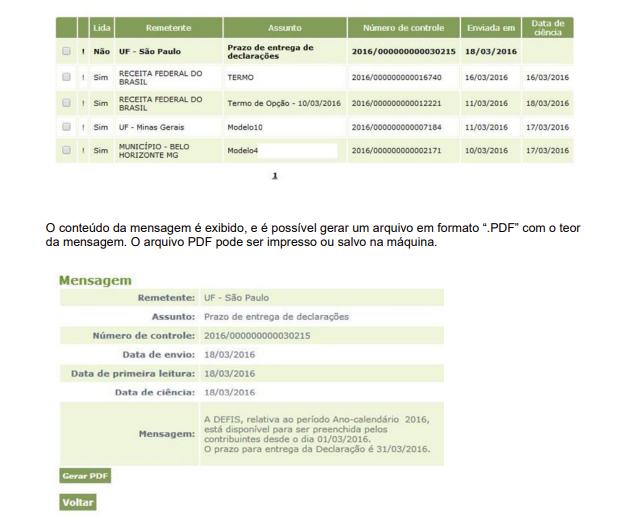 Lida Remetente Assunto Número de controle Enviada em Data de ciência
! Não UF - São Paulo Prazo de entrega de declarações 2016/000000000030215 18/03/2016
! Sim RECEITA FEDERAL DO BRASIL TERMO 2016/000000000016740 16/03/2016 16/03/2016
! Sim RECEITA FEDERAL DO BRASIL Termo de Opção - 10/03/2016 2016/000000000012221 11/03/2016 18/03/2016
! Sim UF - Minas Gerais Modelo10 2016/000000000007184 11/03/2016 17/03/2016
! Sim MUNICÍPIO - BELO HORIZONTE MG Modelo4 2016/000000000002171 10/03/2016 17/03/2016
1
O conteúdo da mensagem é exibido, e é possível gerar um arquivo em formato “.PDF” com o teor
da mensagem. O arquivo PDF pode ser impresso ou salvo na máquina.
Mensagem
Remetente: UF - São Paulo
Assunto: Prazo de entrega de declarações
Número de controle: 2016/000000000030215
Data de envio: 18/03/2016
Data de primeira leitura: 18/03/2016
Data de ciência: 18/03/2016
Mensagem: A DEFIS, relativa ao período Ano-calendário 2016,
está disponível para ser preenchida pelos
contribuintes desde o dia 01/03/2016.
O prazo para entrega da Declaração é 31/03/2016.
Gerar PDF
Voltar